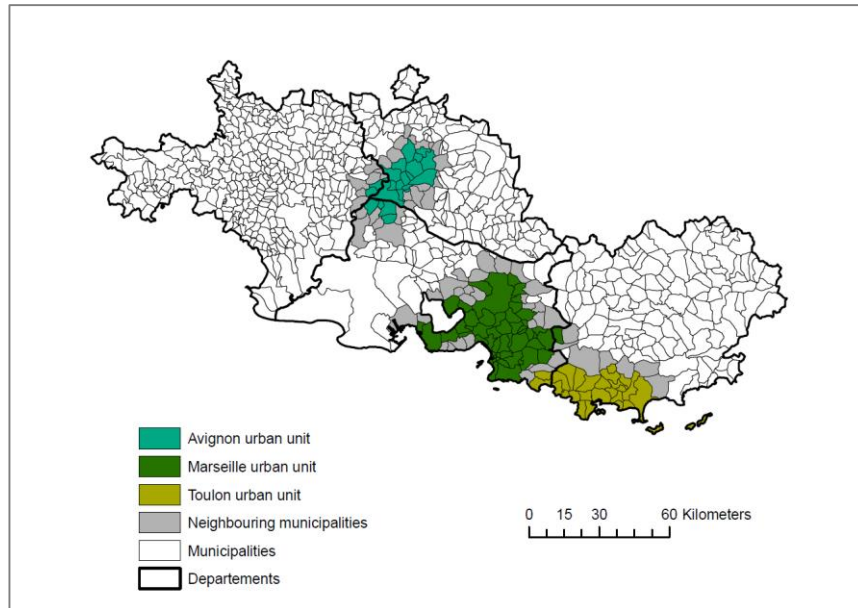 Avignon urban unit
Marseille urban unit
Toulon urban unit
Neighbouring municipalities
Municipalities
Departements
0 15 30 60 Kilometers